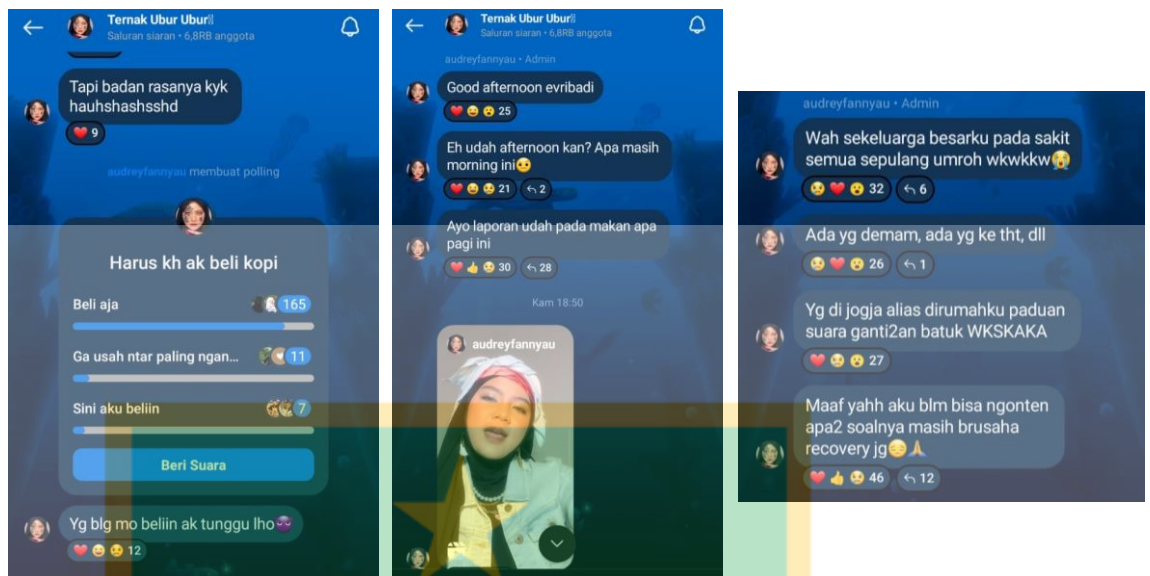 Ternak Ubur Ubur
Saluran siaran • 6,8RB anggota
Tapi badan rasanya kyk
hauhshashsshd
9
audreyfannyau membuat polling
Harus kh ak beli kopi
Beli aja
165
Ga usah ntar paling ngan...
11
Sini aku beliin
7
Beri Suara
Yg blg mo beliin ak tunggu lho
12
Ternak Ubur Ubur
Saluran siaran • 6,8RB anggota
audreyfannyau • Admin
Good afternoon evribadi
25
Eh udah afternoon kan? Apa masih
morning ini
21 2
Ayo laporan udah pada makan apa
pagi ini
30 28
Kam 18:50
audreyfannyau
audreyfannyau • Admin
Wah sekeluarga besarku pada sakit
semua sepulang umroh wkwkkw
32 6
Ada yg demam, ada yg ke tht, dll
26 1
Yg di jogja alias dirumahku paduan
suara ganti2an batuk WKSKAKA
27
Maaf yahh aku blm bisa ngonten
apa2 soalnya masih brusaha
recovery jg
46 12